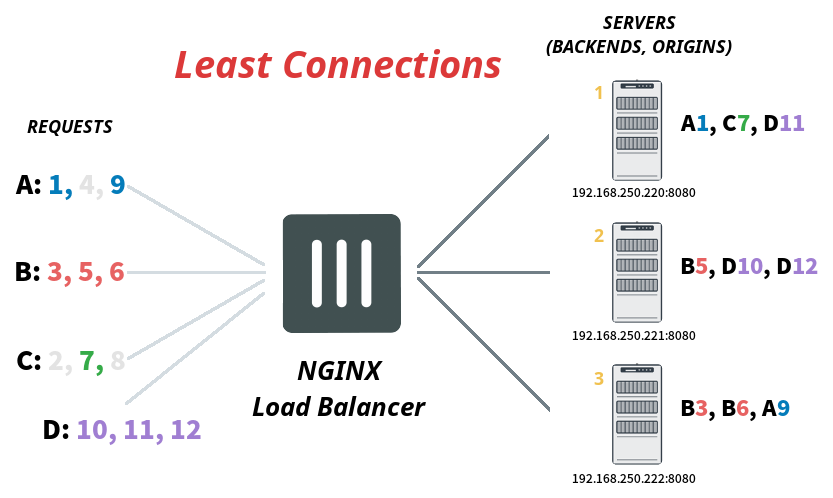 SERVERS
(BACKENDS, ORIGINS)
Least Connections
REQUESTS
A: 1, 4, 9
B: 3, 5, 6
C: 2, 7, 8
D: 10, 11, 12
NGINX
Load Balancer
1
A1, C7, D11
192.168.250.220:8080
2
B5, D10, D12
192.168.250.221:8080
3
B3, B6, A9
192.168.250.222:8080